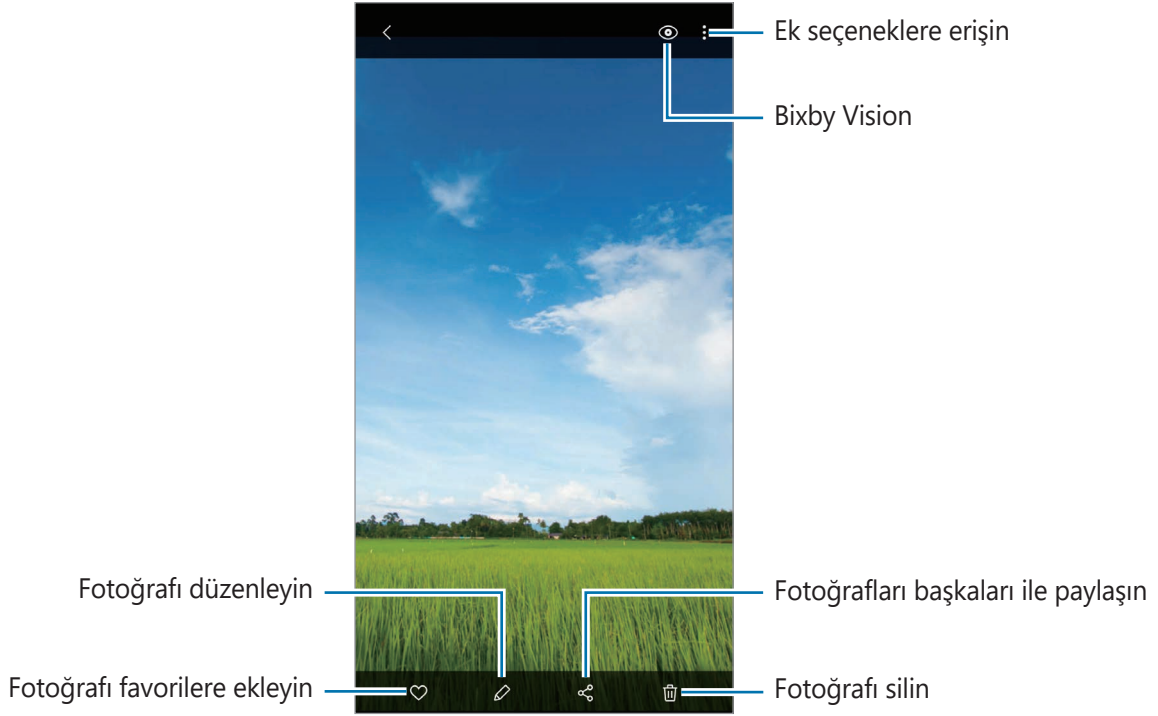 Ek seçeneklere erişin
Bixby Vision
Fotoğrafı düzenleyin
Fotoğrafları başkaları ile paylaşın
Fotoğrafı favorilere ekleyin
Fotoğrafı silin